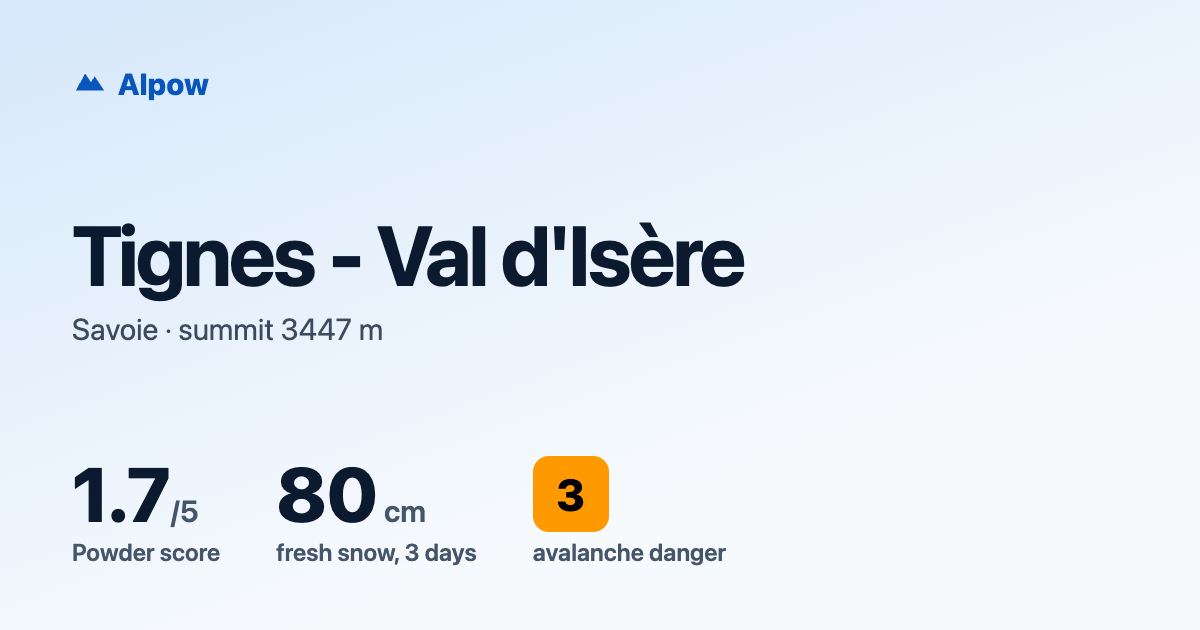 Alpow
Tignes - Val d'Isère
Savoie · summit 3447 m
1.7/5
Powder score
80 cm
fresh snow, 3 days
3
avalanche danger